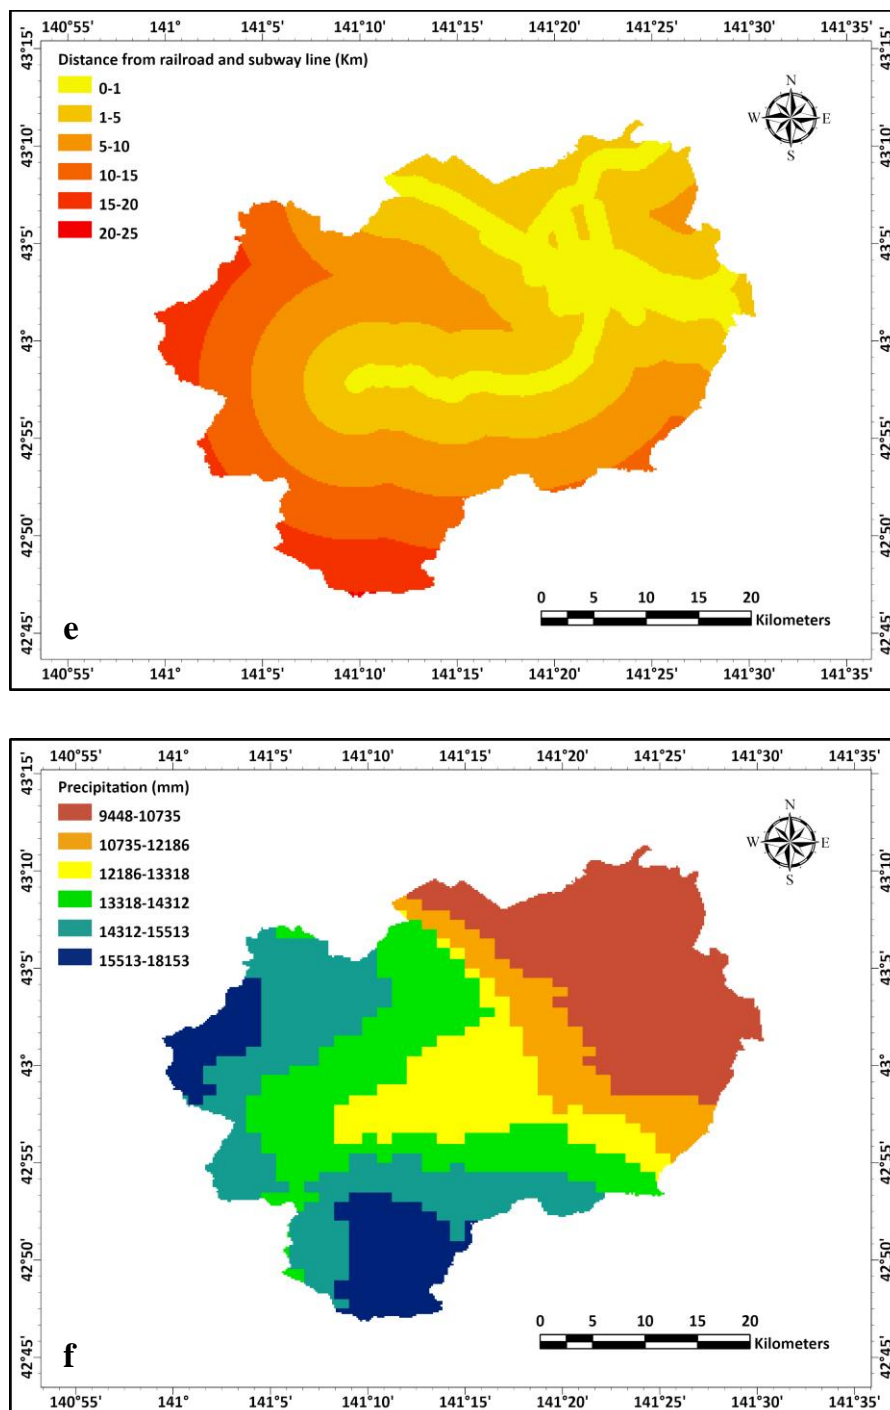 140°55' 141° 141°5' 141°10' 141°15' 141°20' 141°25' 141°30' 141°35'
43°15'
43°10'
43°5'
43°
42°55'
42°50'
42°45'
43°15'
43°10'
43°5'
43°
42°55'
42°50'
42°45'
Distance from railroad and subway line (Km)
0-1
1-5
5-10
10-15
15-20
20-25
N
W E
S
0 5 10 15 20
Kilometers
e
140°55' 141° 141°5' 141°10' 141°15' 141°20' 141°25' 141°30' 141°35'
140°55' 141° 141°5' 141°10' 141°15' 141°20' 141°25' 141°30' 141°35'
43°15'
43°10'
43°5'
43°
42°55'
42°50'
42°45'
43°15'
43°10'
43°5'
43°
42°55'
42°50'
42°45'
Precipitation (mm)
9448-10735
10735-12186
12186-13318
13318-14312
14312-15513
15513-18153
N
W E
S
0 5 10 15 20
Kilometers
f
140°55' 141° 141°5' 141°10' 141°15' 141°20' 141°25' 141°30' 141°35'